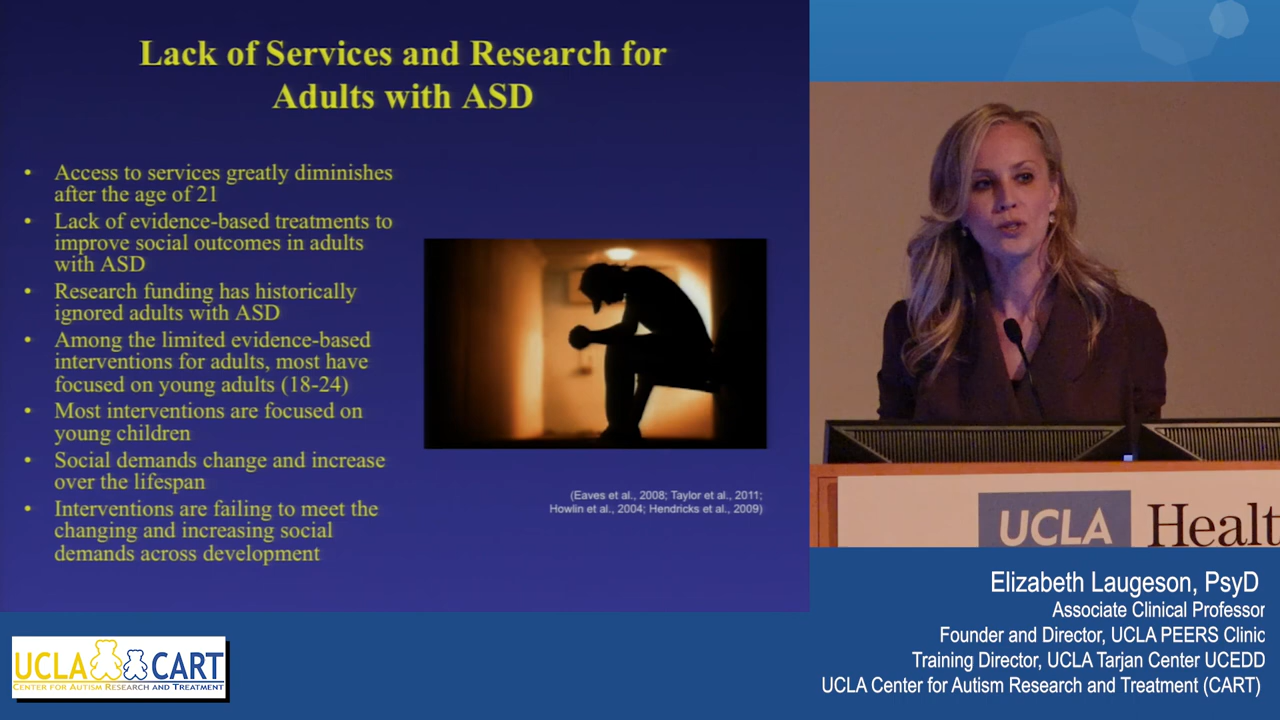 Lack of Services and Research for
Adults with ASD
• Access to services greatly diminishes
after the age of 21
• Lack of evidence-based treatments to
improve social outcomes in adults
with ASD
• Research funding has historically
ignored adults with ASD
• Among the limited evidence-based
interventions for adults, most have
focused on young adults (18-24)
• Most interventions are focused on
young children
• Social demands change and increase
over the lifespan
• Interventions are failing to meet the
changing and increasing social
demands across development
(Eaves et al., 2008; Taylor et al., 2011;
Howlin et al., 2004; Hendricks et al., 2009)
UCLA Healt
Elizabeth Laugeson, PsyD
Associate Clinical Professor
Founder and Director, UCLA PEERS Clinic
Training Director, UCLA Tarjan Center UCEDD
UCLA Center for Autism Research and Treatment (CART)
UCLA CART
CENTER FOR AUTISM RESEARCH AND TREATMENT